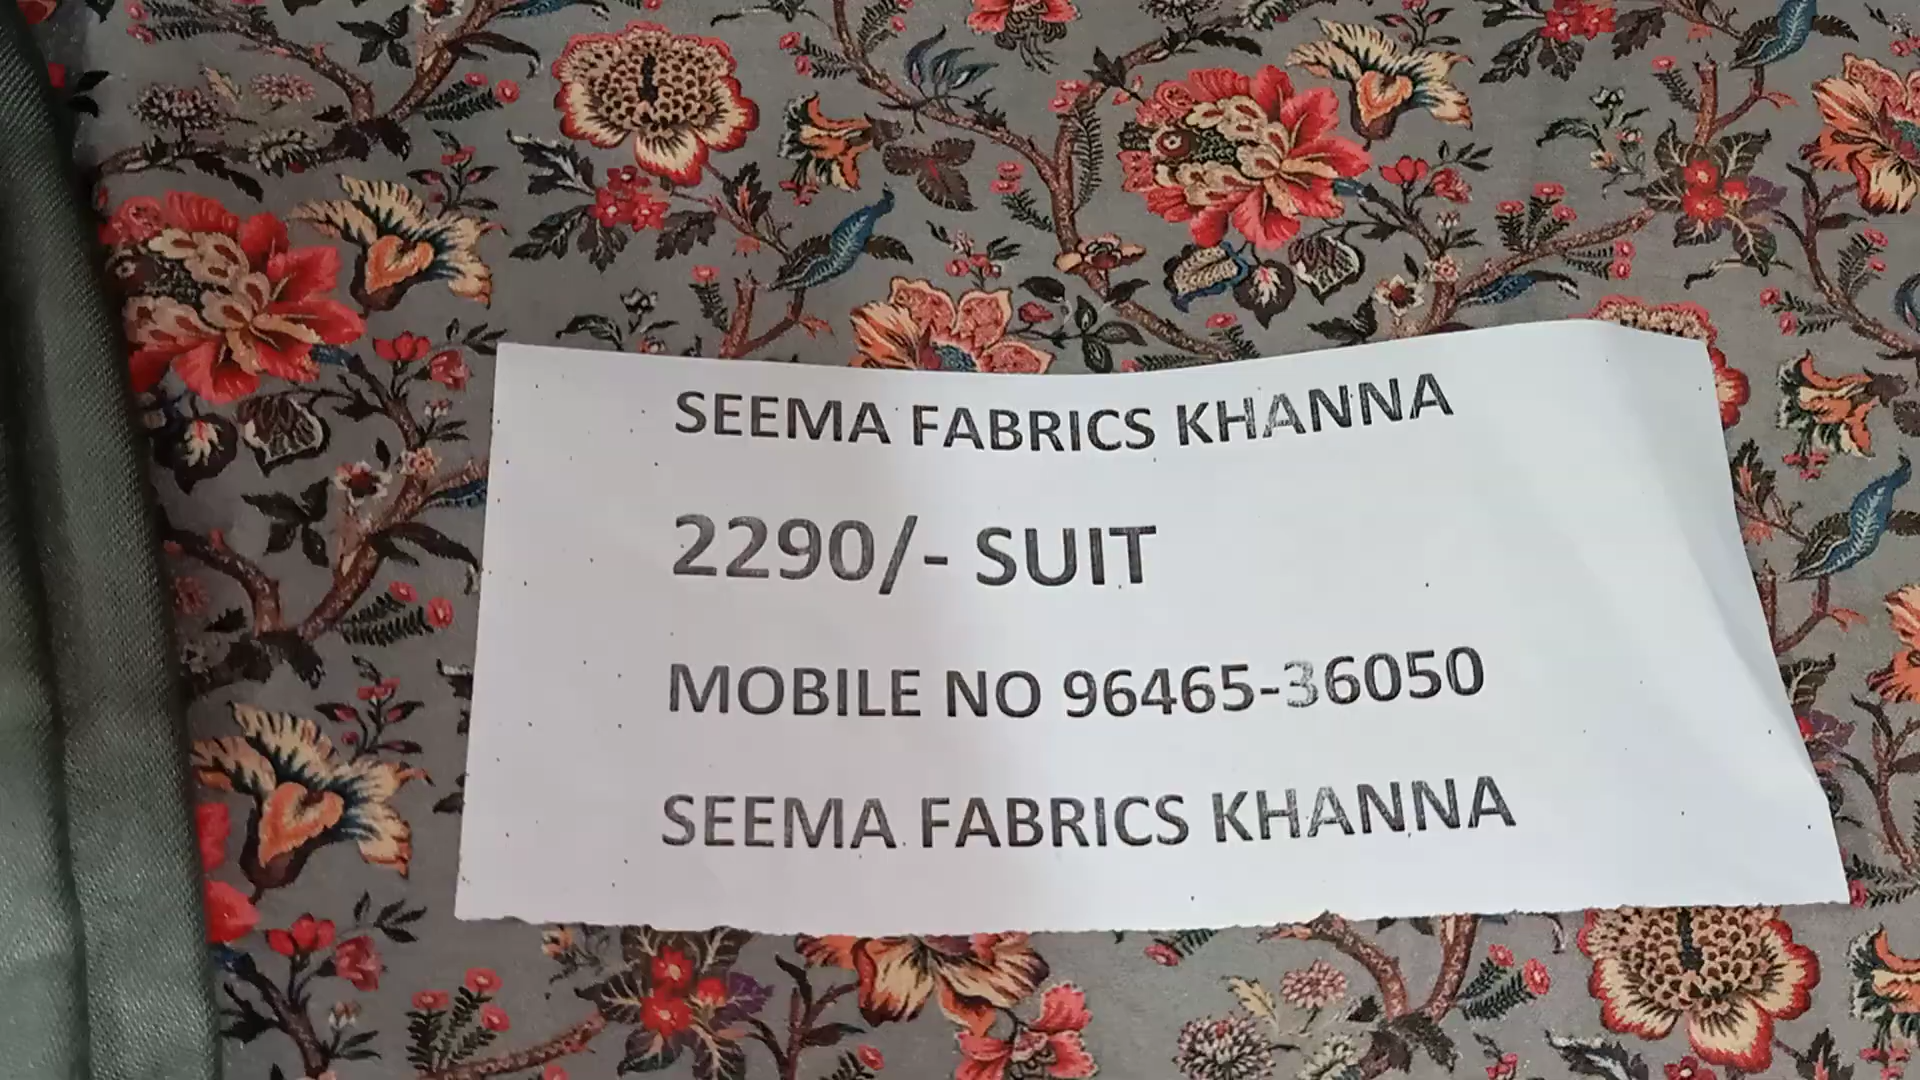 SEEMA FABRICS KHANNA
2290/- SUIT
MOBILE NO 96465-36050
SEEMA FABRICS KHANNA